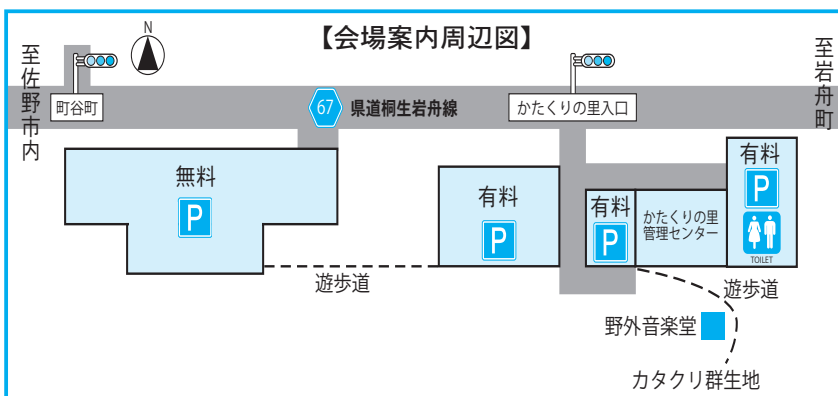 【会場案内周辺図】
N
至佐野市内
至岩舟町
町谷町
67
県道桐生岩舟線
かたくりの里入口
無料
P
有料
P
有料
P
かたくりの里
管理センター
有料
P
TOILET
遊歩道
遊歩道
野外音楽堂
カタクリ群生地